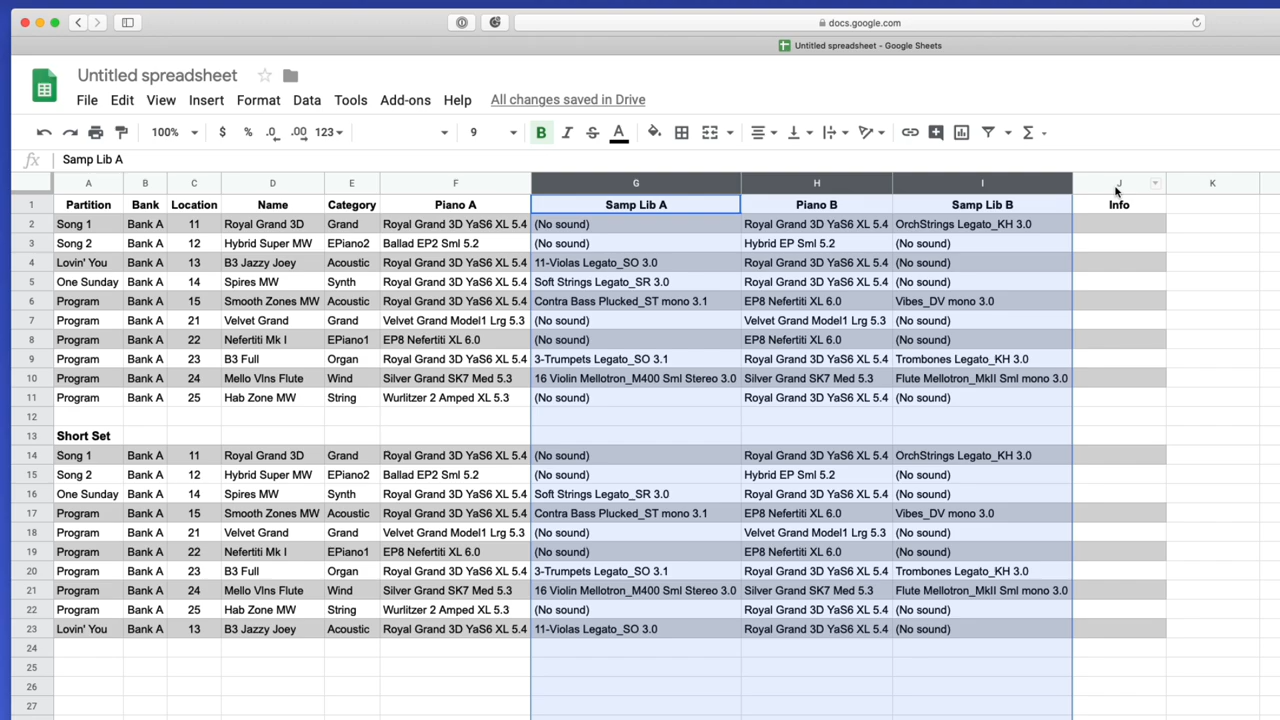 docs.google.com
Untitled spreadsheet - Google Sheets
Untitled spreadsheet
File Edit View Insert Format Data Tools Add-ons Help All changes saved in Drive
100% $ % .0 .00 123 9 B I S A Σ
fx Samp Lib A
A B C D E F G H I J K
1 Partition Bank Location Name Category Piano A Samp Lib A Piano B Samp Lib B Info
2 Song 1 Bank A 11 Royal Grand 3D Grand Royal Grand 3D YaS6 XL 5.4 (No sound) Royal Grand 3D YaS6 XL 5.4 OrchStrings Legato_KH 3.0
3 Song 2 Bank A 12 Hybrid Super MW EPiano2 Ballad EP2 Sml 5.2 (No sound) Hybrid EP Sml 5.2 (No sound)
4 Lovin' You Bank A 13 B3 Jazzy Joey Acoustic Royal Grand 3D YaS6 XL 5.4 11-Violas Legato_SO 3.0 Royal Grand 3D YaS6 XL 5.4 (No sound)
5 One Sunday Bank A 14 Spires MW Synth Royal Grand 3D YaS6 XL 5.4 Soft Strings Legato_SR 3.0 Royal Grand 3D YaS6 XL 5.4 (No sound)
6 Program Bank A 15 Smooth Zones MW Acoustic Royal Grand 3D YaS6 XL 5.4 Contra Bass Plucked_ST mono 3.1 EP8 Nefertiti XL 6.0 Vibes_DV mono 3.0
7 Program Bank A 21 Velvet Grand Grand Velvet Grand Model1 Lrg 5.3 (No sound) Velvet Grand Model1 Lrg 5.3 (No sound)
8 Program Bank A 22 Nefertiti Mk I EPiano1 EP8 Nefertiti XL 6.0 (No sound) EP8 Nefertiti XL 6.0 (No sound)
9 Program Bank A 23 B3 Full Organ Royal Grand 3D YaS6 XL 5.4 3-Trumpets Legato_SO 3.1 Royal Grand 3D YaS6 XL 5.4 Trombones Legato_KH 3.0
10 Program Bank A 24 Mello Vlns Flute Wind Silver Grand SK7 Med 5.3 16 Violin Mellotron_M400 Sml Stereo 3.0 Silver Grand SK7 Med 5.3 Flute Mellotron_MkII Sml mono 3.0
11 Program Bank A 25 Hab Zone MW String Wurlitzer 2 Amped XL 5.3 (No sound) Royal Grand 3D YaS6 XL 5.4 (No sound)
12
13 Short Set
14 Song 1 Bank A 11 Royal Grand 3D Grand Royal Grand 3D YaS6 XL 5.4 (No sound) Royal Grand 3D YaS6 XL 5.4 OrchStrings Legato_KH 3.0
15 Song 2 Bank A 12 Hybrid Super MW EPiano2 Ballad EP2 Sml 5.2 (No sound) Hybrid EP Sml 5.2 (No sound)
16 One Sunday Bank A 14 Spires MW Synth Royal Grand 3D YaS6 XL 5.4 Soft Strings Legato_SR 3.0 Royal Grand 3D YaS6 XL 5.4 (No sound)
17 Program Bank A 15 Smooth Zones MW Acoustic Royal Grand 3D YaS6 XL 5.4 Contra Bass Plucked_ST mono 3.1 EP8 Nefertiti XL 6.0 Vibes_DV mono 3.0
18 Program Bank A 21 Velvet Grand Grand Velvet Grand Model1 Lrg 5.3 (No sound) Velvet Grand Model1 Lrg 5.3 (No sound)
19 Program Bank A 22 Nefertiti Mk I EPiano1 EP8 Nefertiti XL 6.0 (No sound) EP8 Nefertiti XL 6.0 (No sound)
20 Program Bank A 23 B3 Full Organ Royal Grand 3D YaS6 XL 5.4 3-Trumpets Legato_SO 3.1 Royal Grand 3D YaS6 XL 5.4 Trombones Legato_KH 3.0
21 Program Bank A 24 Mello Vlns Flute Wind Silver Grand SK7 Med 5.3 16 Violin Mellotron_M400 Sml Stereo 3.0 Silver Grand SK7 Med 5.3 Flute Mellotron_MkII Sml mono 3.0
22 Program Bank A 25 Hab Zone MW String Wurlitzer 2 Amped XL 5.3 (No sound) Royal Grand 3D YaS6 XL 5.4 (No sound)
23 Lovin' You Bank A 13 B3 Jazzy Joey Acoustic Royal Grand 3D YaS6 XL 5.4 11-Violas Legato_SO 3.0 Royal Grand 3D YaS6 XL 5.4 (No sound)
24
25
26
27